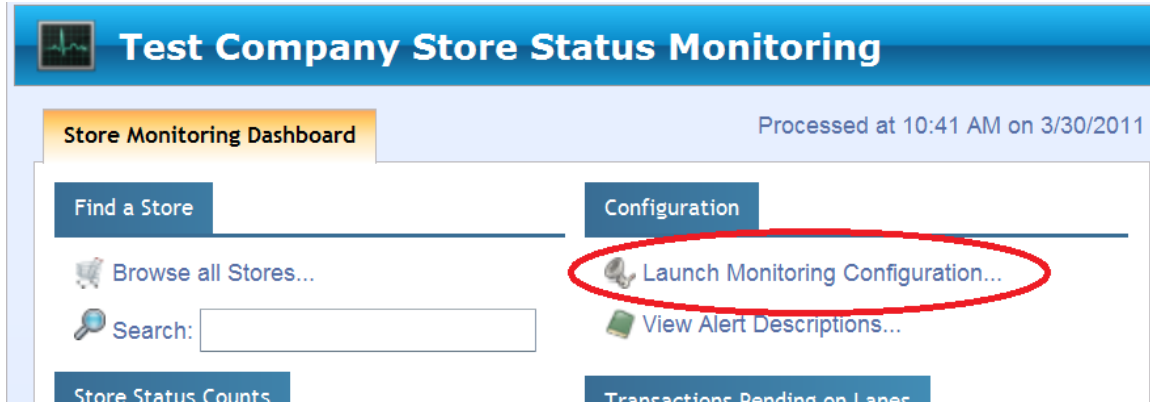 Test Company Store Status Monitoring
Store Monitoring Dashboard
Processed at 10:41 AM on 3/30/2011
Find a Store
Browse all Stores...
Search:
Configuration
Launch Monitoring Configuration...
View Alert Descriptions...
Store Status Counts
Transactions Pending on Lanes